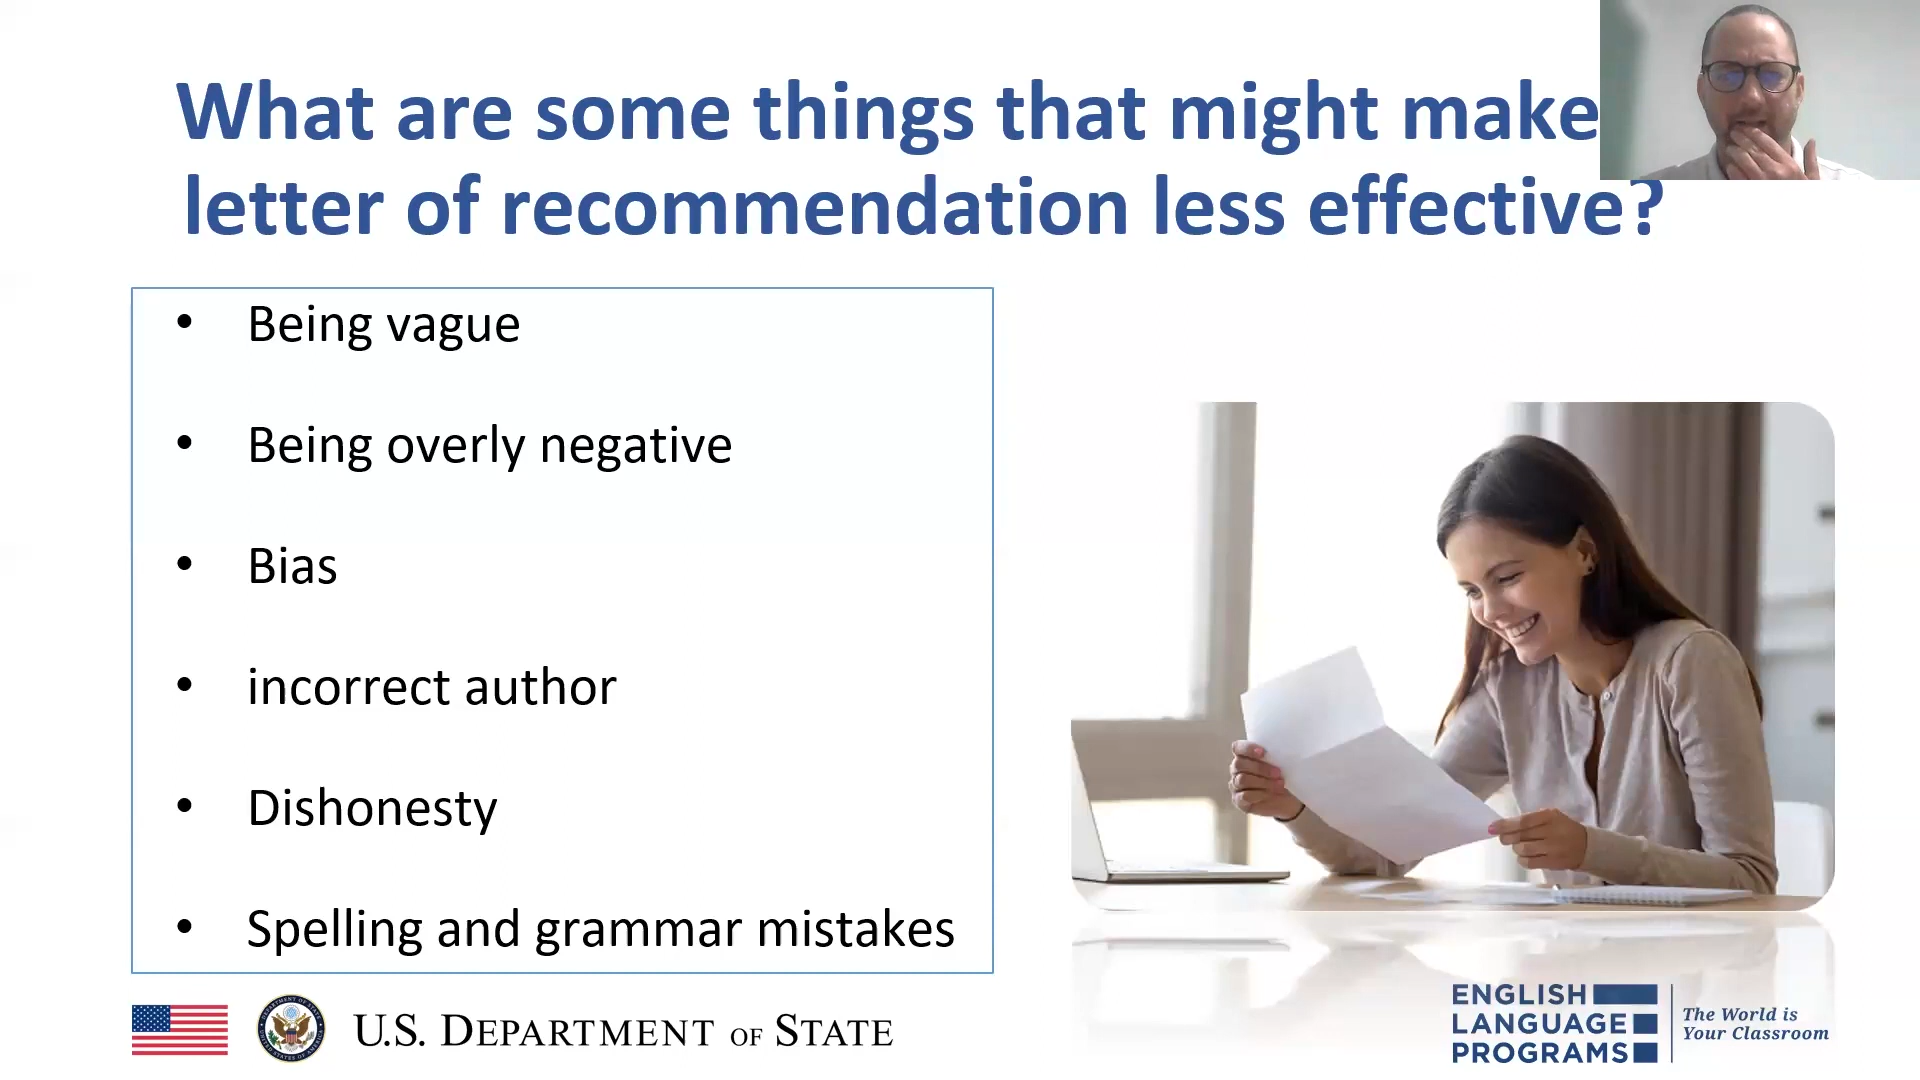 What are some things that might make
letter of recommendation less effective?
• Being vague
• Being overly negative
• Bias
• incorrect author
• Dishonesty
• Spelling and grammar mistakes
U.S. DEPARTMENT OF STATE
ENGLISH
LANGUAGE
PROGRAMS
The World is
Your Classroom